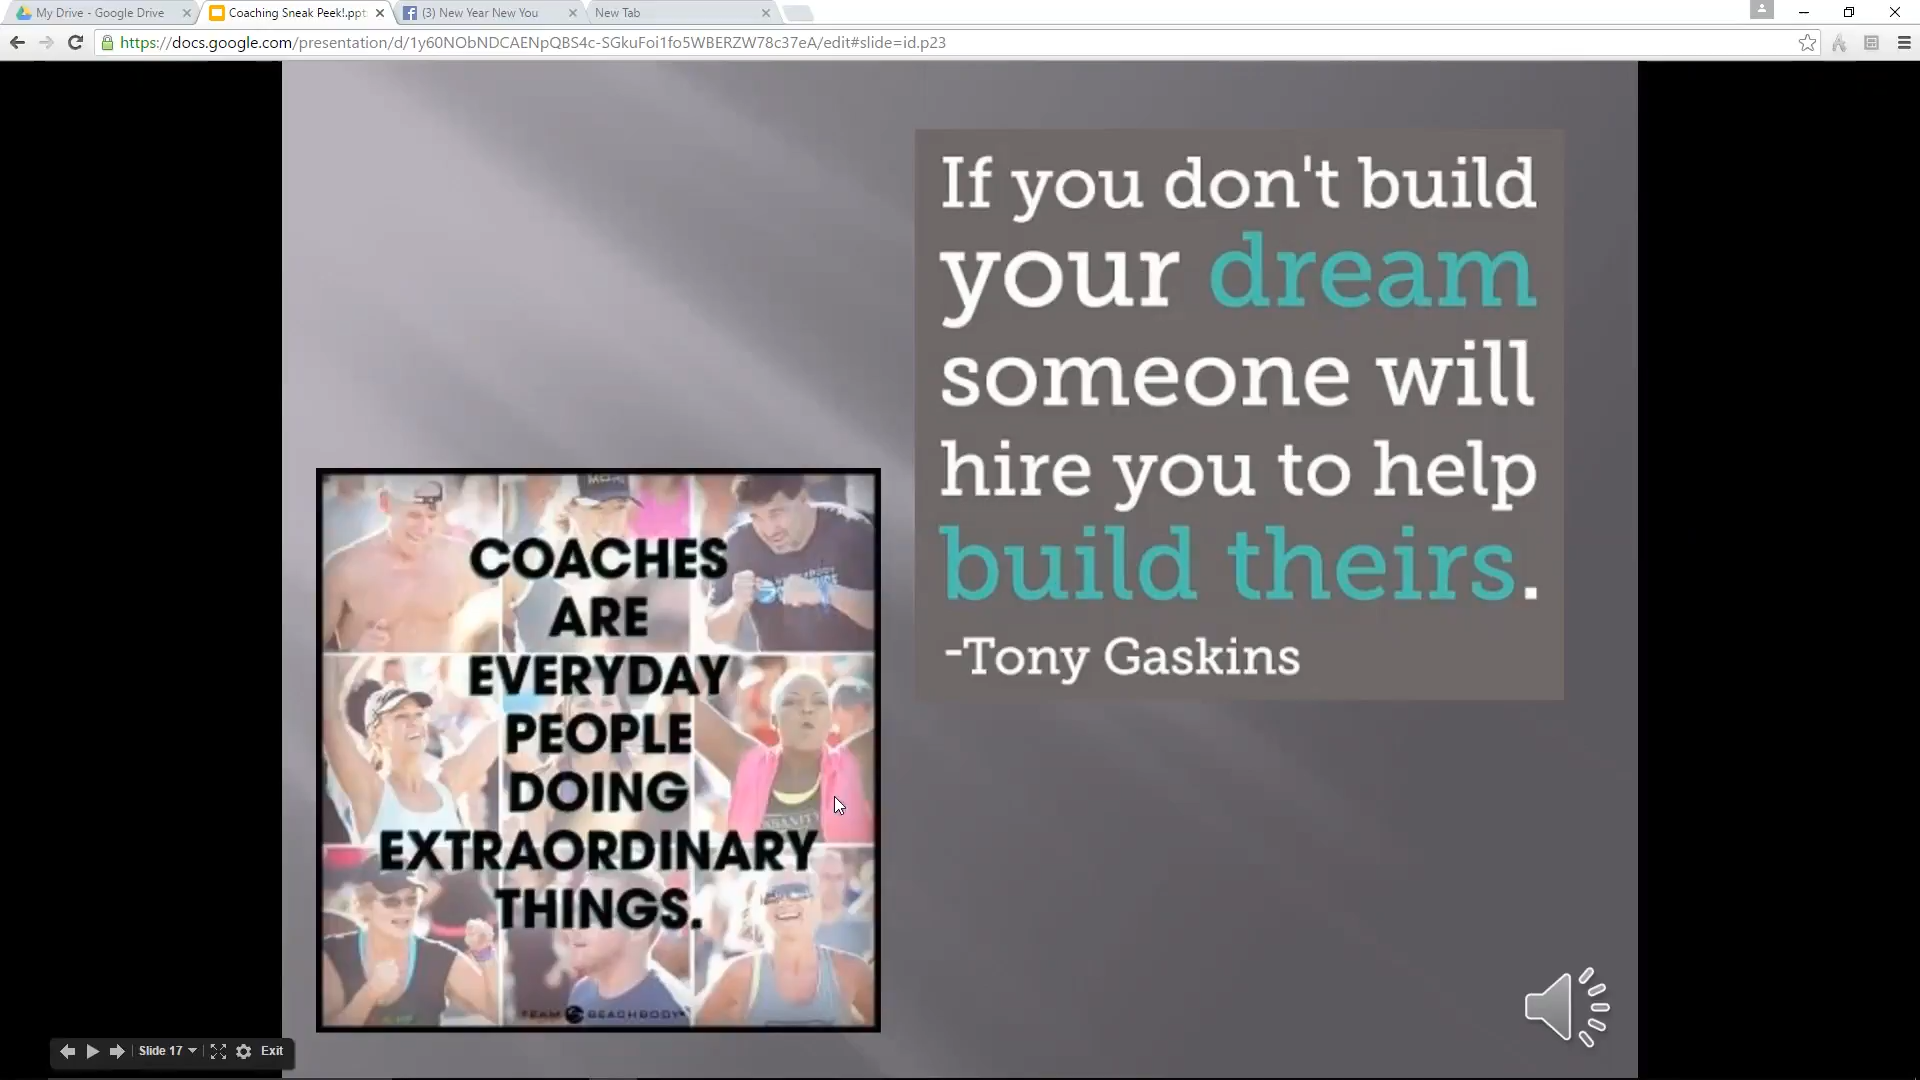 My Drive - Google Drive
Coaching Sneak Peek!.ppt
(3) New Year New You
New Tab
https://docs.google.com/presentation/d/1y60NObNDCAENpQBS4c-SGkuFoi1fo5WBERZW78c37eA/edit#slide=id.p23
If you don't build
your dream
someone will
hire you to help
build theirs.
-Tony Gaskins
COACHES
ARE
EVERYDAY
PEOPLE
DOING
EXTRAORDINARY
THINGS.
TEAM BEACHBODY
Slide 17
Exit